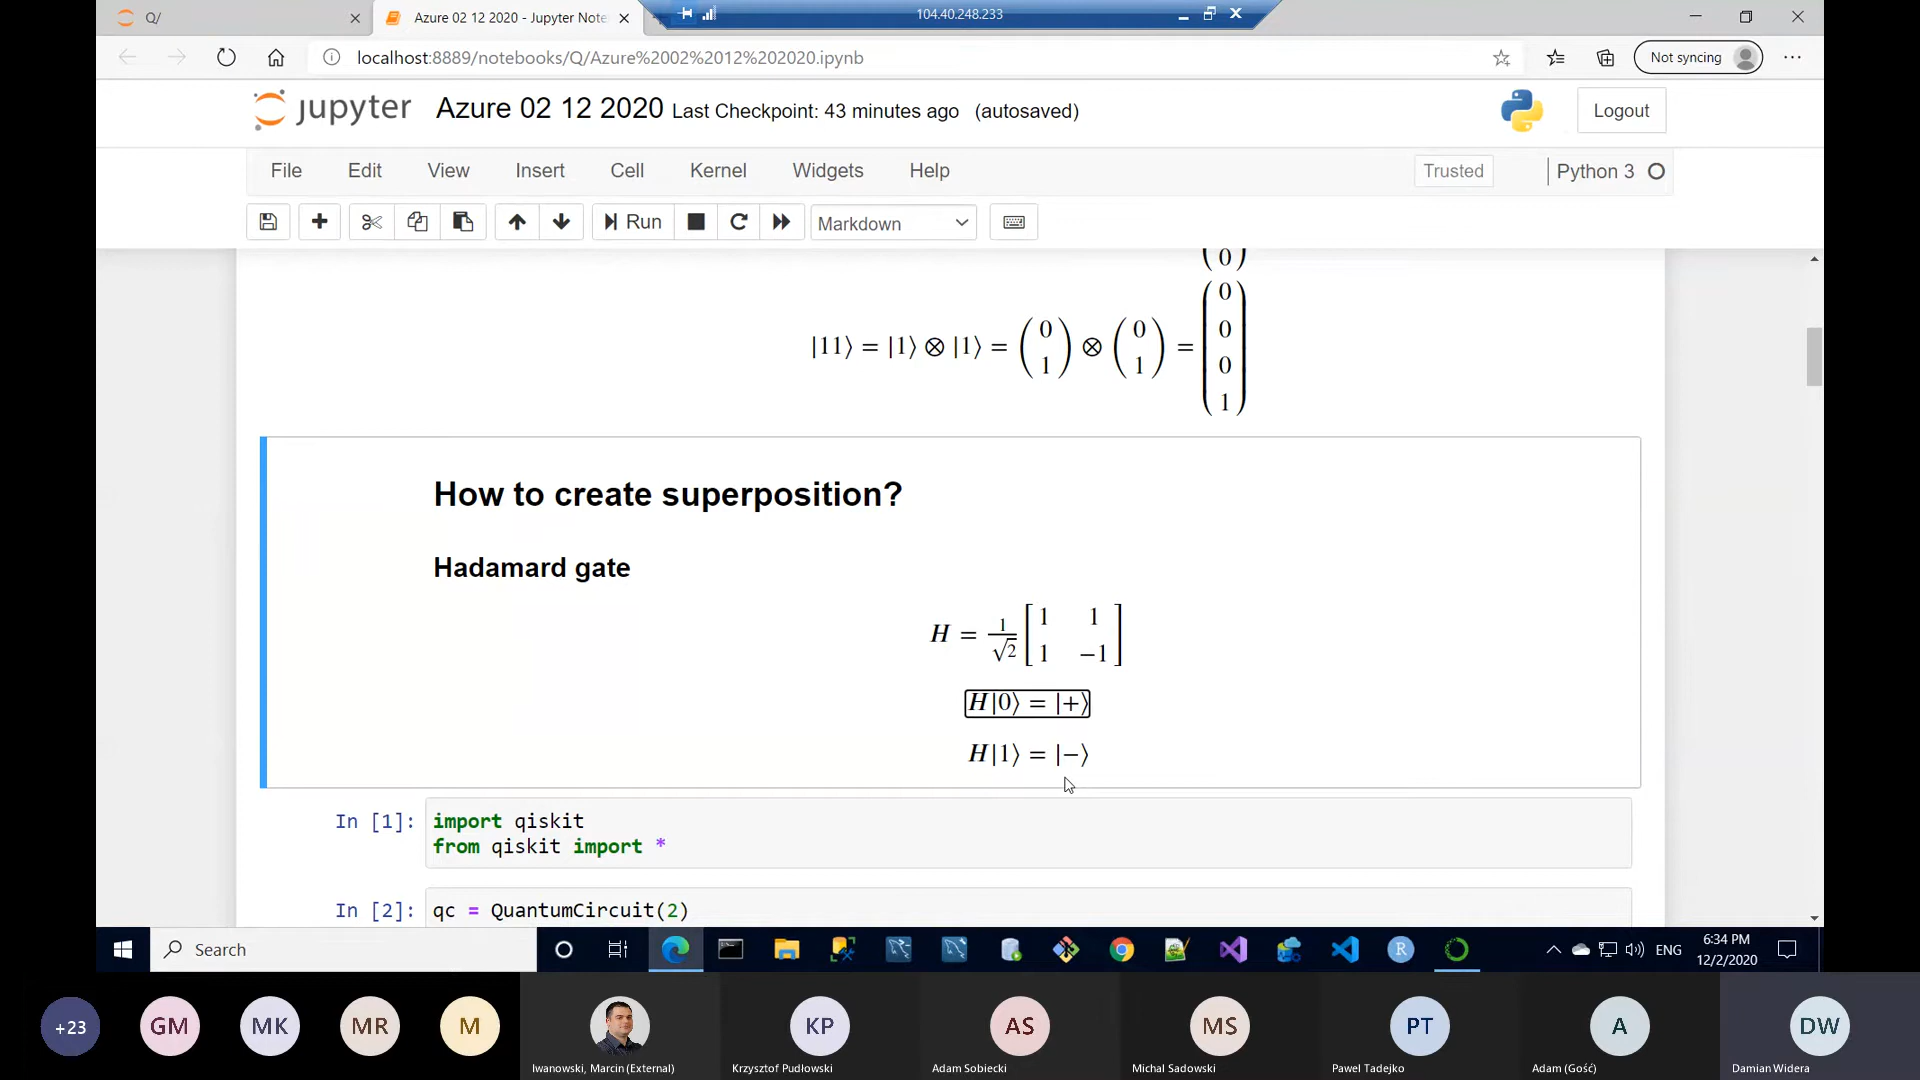 Q/
Azure 02 12 2020 - Jupyter Note
104.40.248.233
localhost:8889/notebooks/Q/Azure%2002%2012%202020.ipynb
Not syncing
jupyter Azure 02 12 2020 Last Checkpoint: 43 minutes ago (autosaved)
Logout
File Edit View Insert Cell Kernel Widgets Help
Trusted
Python 3
Run
Markdown
(0)
|11⟩ = |1⟩ ⊗ |1⟩ = (0 1) ⊗ (0 1) = (0 0 0 1)
How to create superposition?
Hadamard gate
H = 1/√2 [1 1 1 −1]
H|0⟩ = |+⟩
H|1⟩ = |−⟩
In [1]: import qiskit
from qiskit import *
In [2]: qc = QuantumCircuit(2)
Search
ENG
6:34 PM
12/2/2020
+23
GM
MK
MR
M
KP
AS
MS
PT
A
DW
Iwanowski, Marcin (External)
Krzysztof Pudłowski
Adam Sobiecki
Michal Sadowski
Pawel Tadejko
Adam (Gość)
Damian Widera